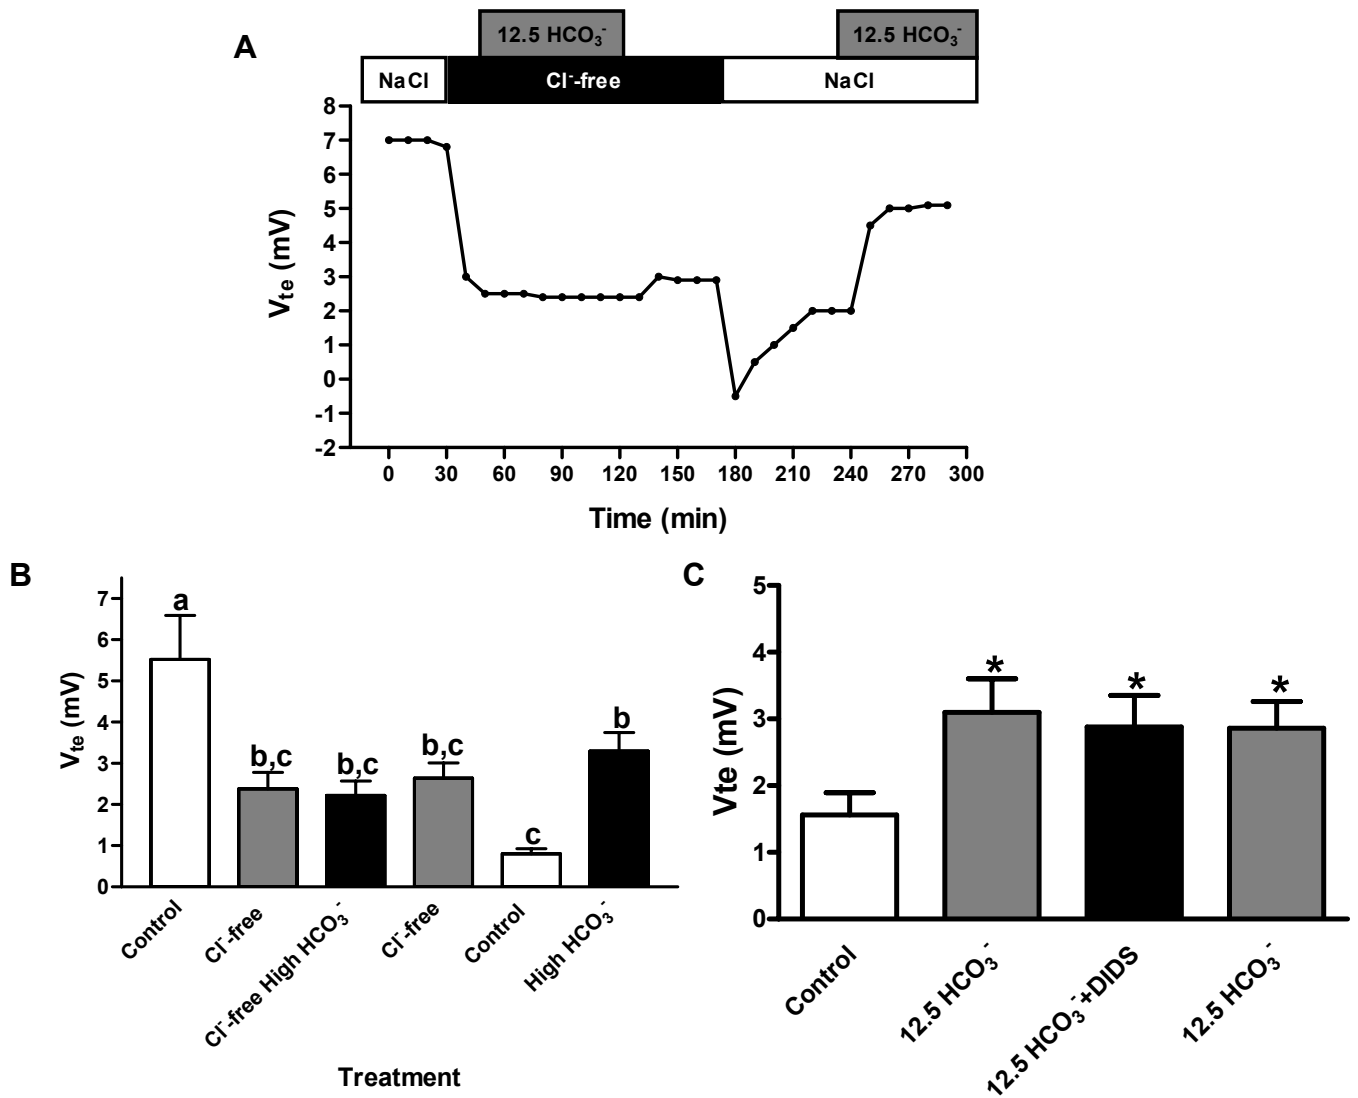 A
12.5 HCO₃⁻ 12.5 HCO₃⁻
NaCl Cl⁻-free NaCl
8
7
6
5
4
3
2
1
0
-1
-2
Vte (mV)
0 30 60 90 120 150 180 210 240 270 300
Time (min)
B
7
6
5
4
3
2
1
0
Vte (mV)
a
b,c
b,c
b,c
c
b
Control
Cl⁻-free
Cl⁻-free High HCO₃⁻
Cl⁻-free
Control
High HCO₃⁻
Treatment
C
5
4
3
2
1
0
Vte (mV)
*
*
*
Control
12.5 HCO₃⁻
12.5 HCO₃⁻+DIDS
12.5 HCO₃⁻